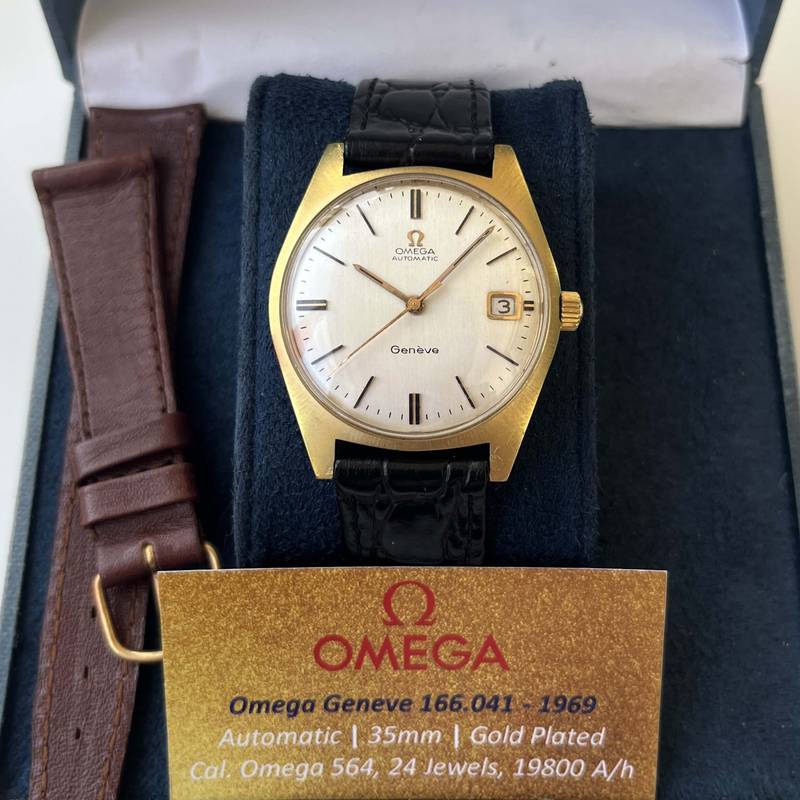 OMEGA
AUTOMATIC
3
Genève
OMEGA
Omega Geneve 166.041 - 1969
Automatic | 35mm | Gold Plated
Cal. Omega 564, 24 Jewels, 19800 A/h